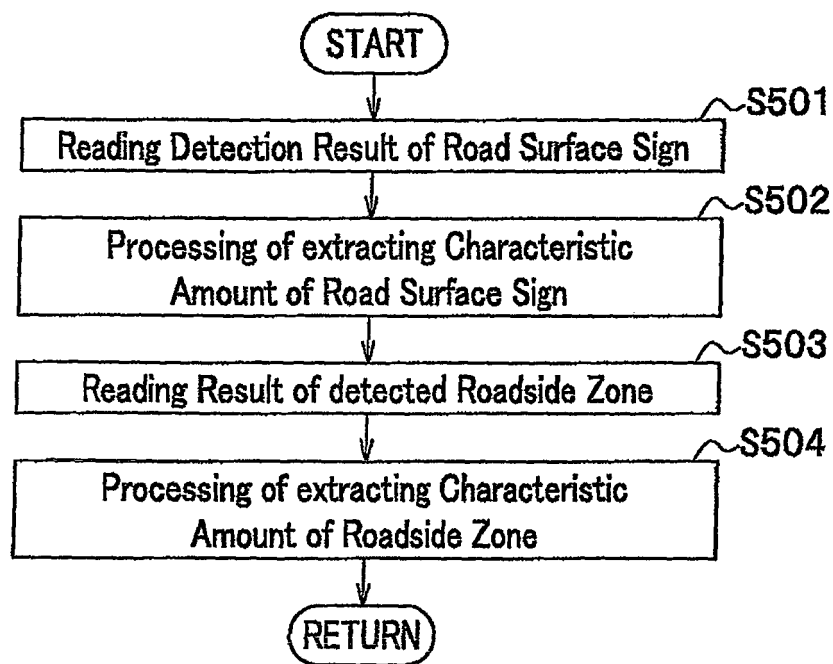 START
S501
Reading Detection Result of Road Surface Sign
S502
Processing of extracting Characteristic
Amount of Road Surface Sign
S503
Reading Result of detected Roadside Zone
S504
Processing of extracting Characteristic
Amount of Roadside Zone
RETURN